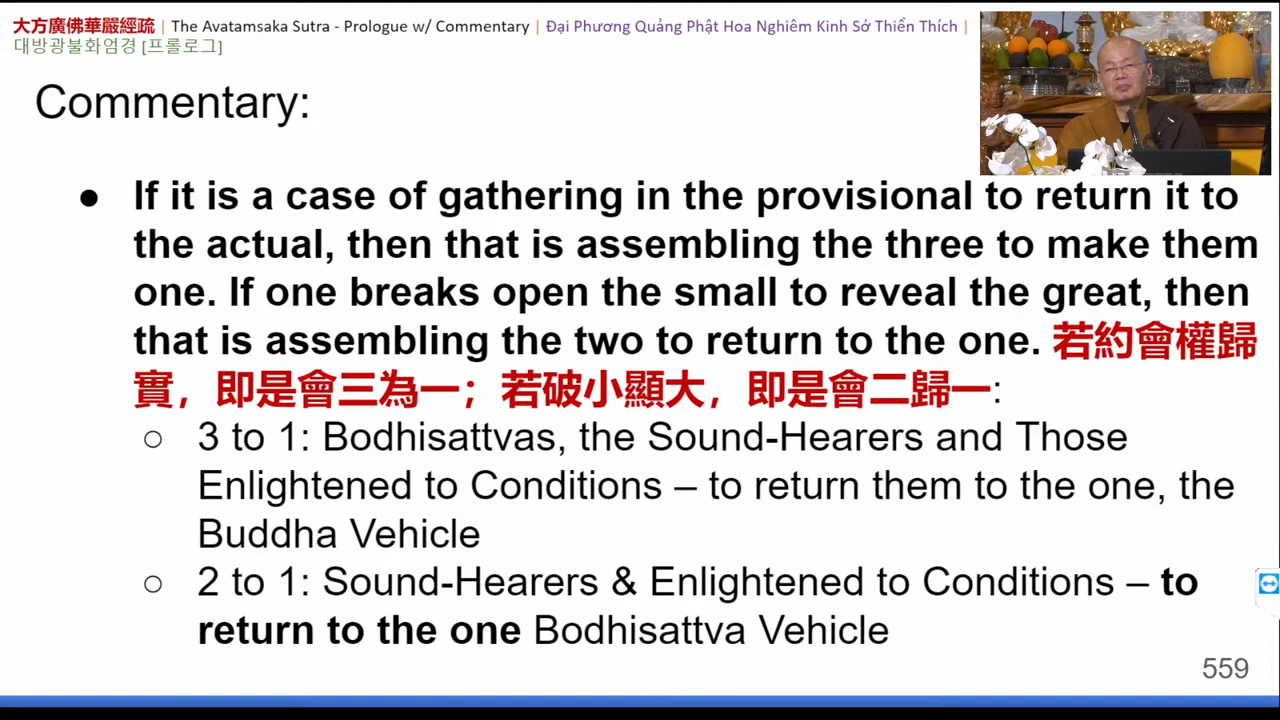 大方廣佛華嚴經疏 | The Avatamsaka Sutra - Prologue w/ Commentary | Đại Phương Quảng Phật Hoa Nghiêm Kinh Sớ Thiển Thích |
대방광불화엄경 [프롤로그]
Commentary:
● If it is a case of gathering in the provisional to return it to
the actual, then that is assembling the three to make them
one. If one breaks open the small to reveal the great, then
that is assembling the two to return to the one. 若約會權歸
實，即是會三為一；若破小顯大，即是會二歸一:
○ 3 to 1: Bodhisattvas, the Sound-Hearers and Those
Enlightened to Conditions – to return them to the one, the
Buddha Vehicle
○ 2 to 1: Sound-Hearers & Enlightened to Conditions – to
return to the one Bodhisattva Vehicle
559